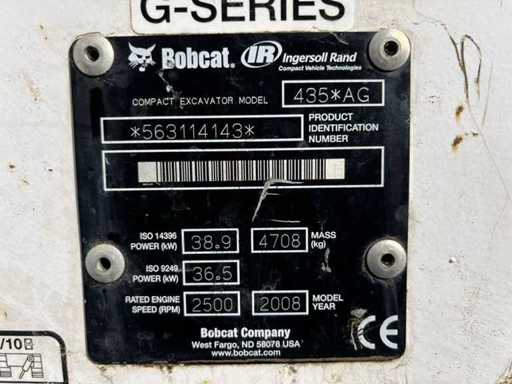 G-SERIES
Bobcat. IR Ingersoll Rand
Compact Vehicle Technologies
COMPACT EXCAVATOR MODEL 435*AG
*563114143* PRODUCT IDENTIFICATION NUMBER
ISO 14396 POWER (kW) 38.9 4708 MASS (kg)
ISO 9249 POWER (kW) 36.5
RATED ENGINE SPEED (RPM) 2500 2008 MODEL YEAR
Bobcat Company
West Fargo, ND 58078 USA
www.bobcat.com
CE